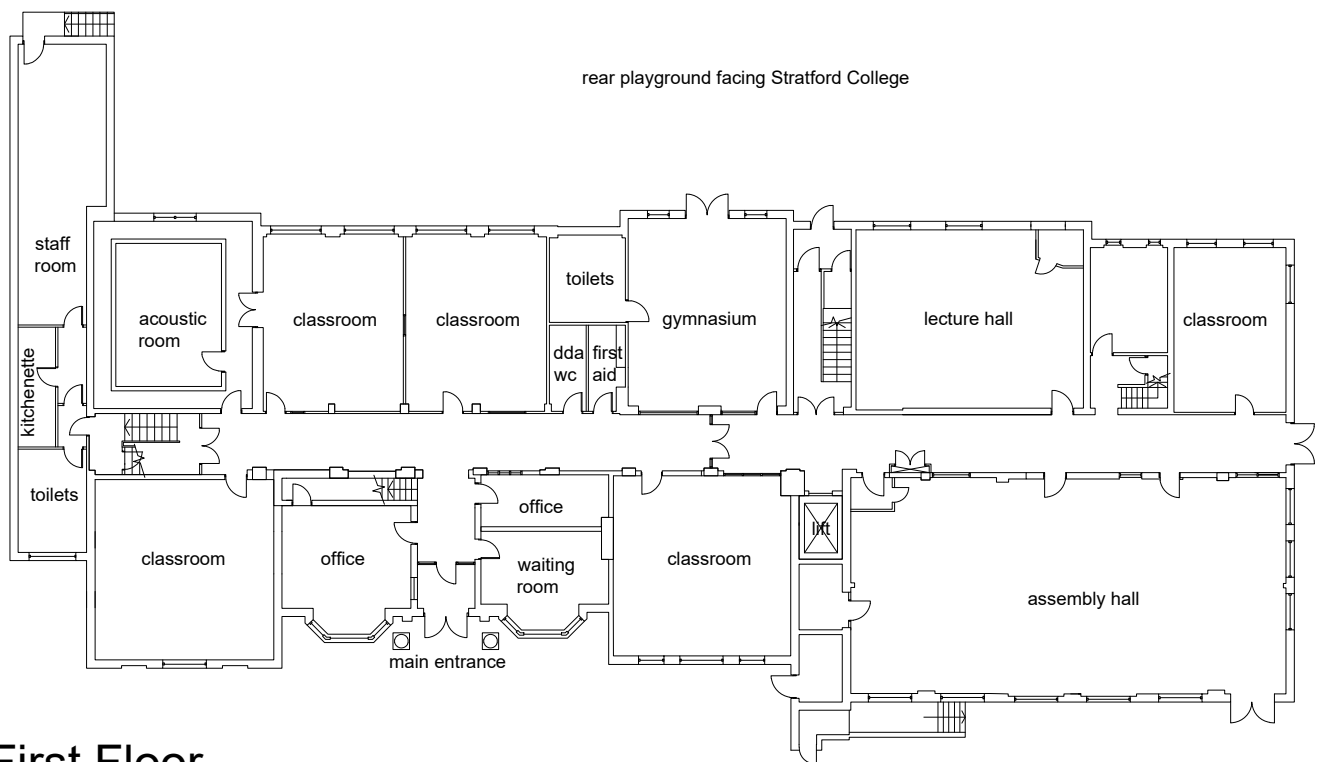 rear playground facing Stratford College
staff
room
acoustic
room
classroom
classroom
toilets
gymnasium
lecture hall
classroom
kitchenette
dda
wc
first
aid
toilets
classroom
office
office
waiting
room
classroom
lift
assembly hall
main entrance
First Floor